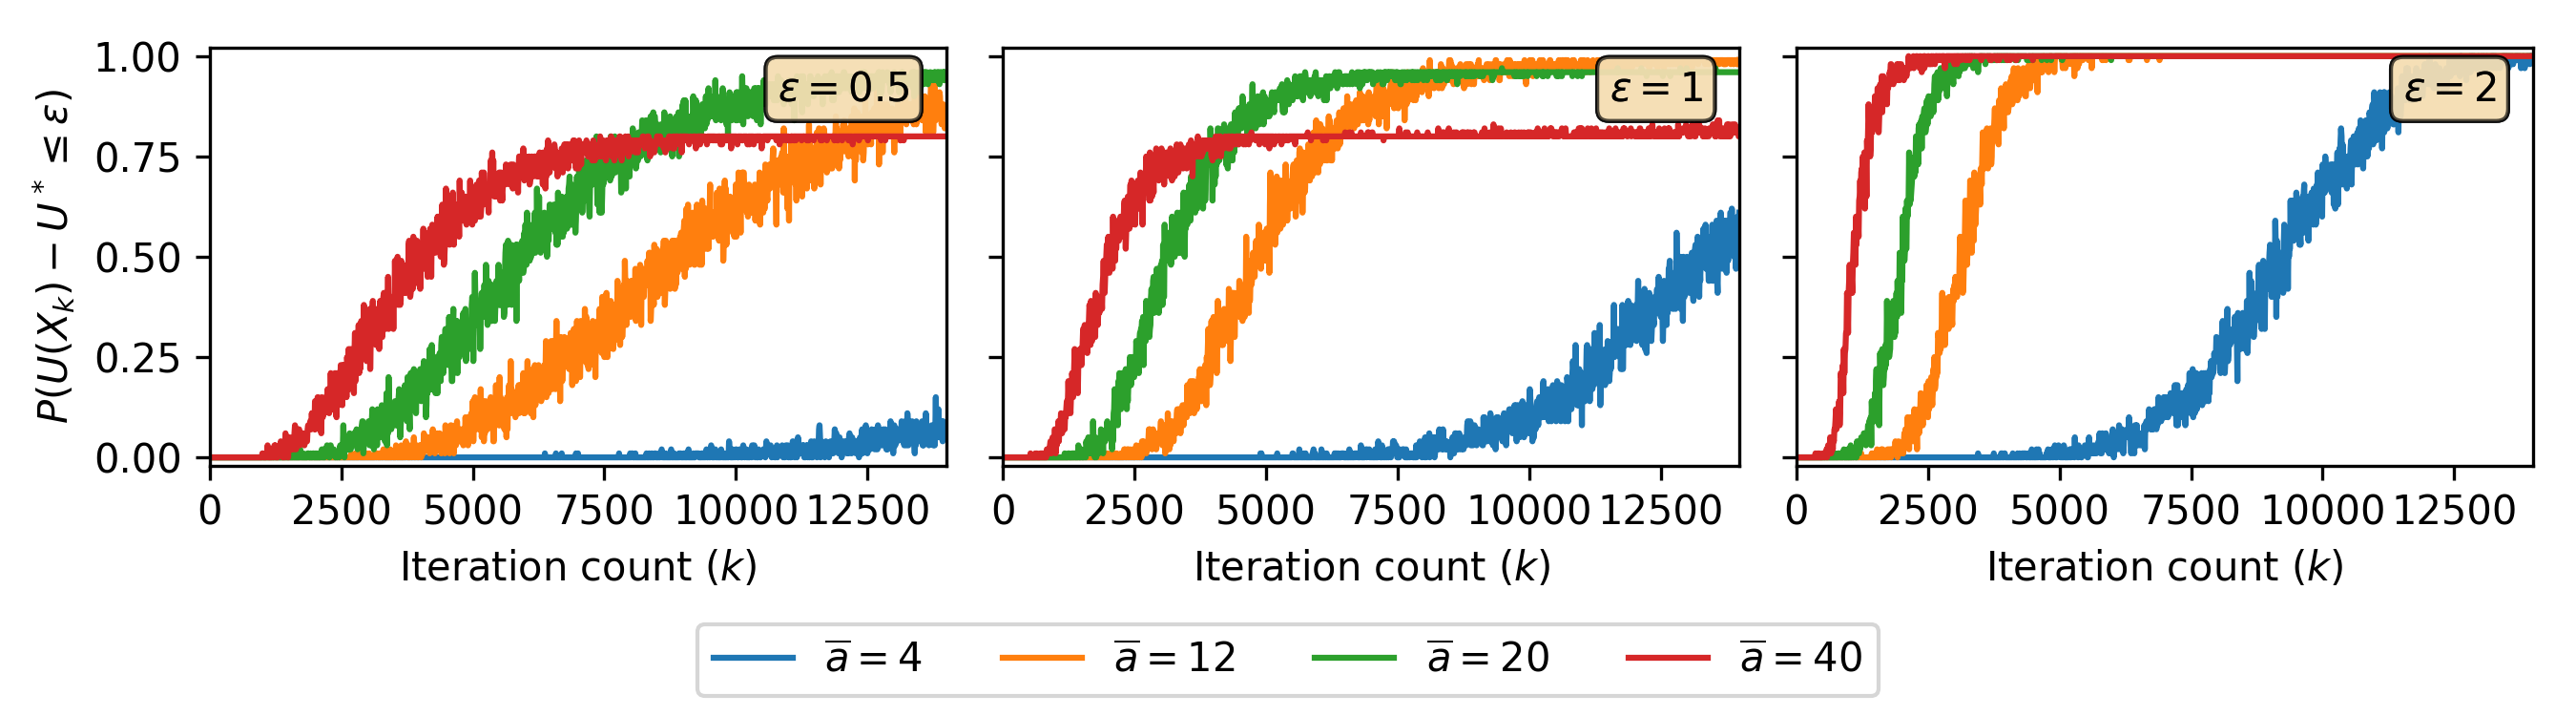 P(U(X_k) − U* ≤ ε)
1.00
0.75
0.50
0.25
0.00
ε = 0.5
ε = 1
ε = 2
0 2500 5000 7500 10000 12500
0 2500 5000 7500 10000 12500
0 2500 5000 7500 10000 12500
Iteration count (k)
Iteration count (k)
Iteration count (k)
a̅ = 4
a̅ = 12
a̅ = 20
a̅ = 40